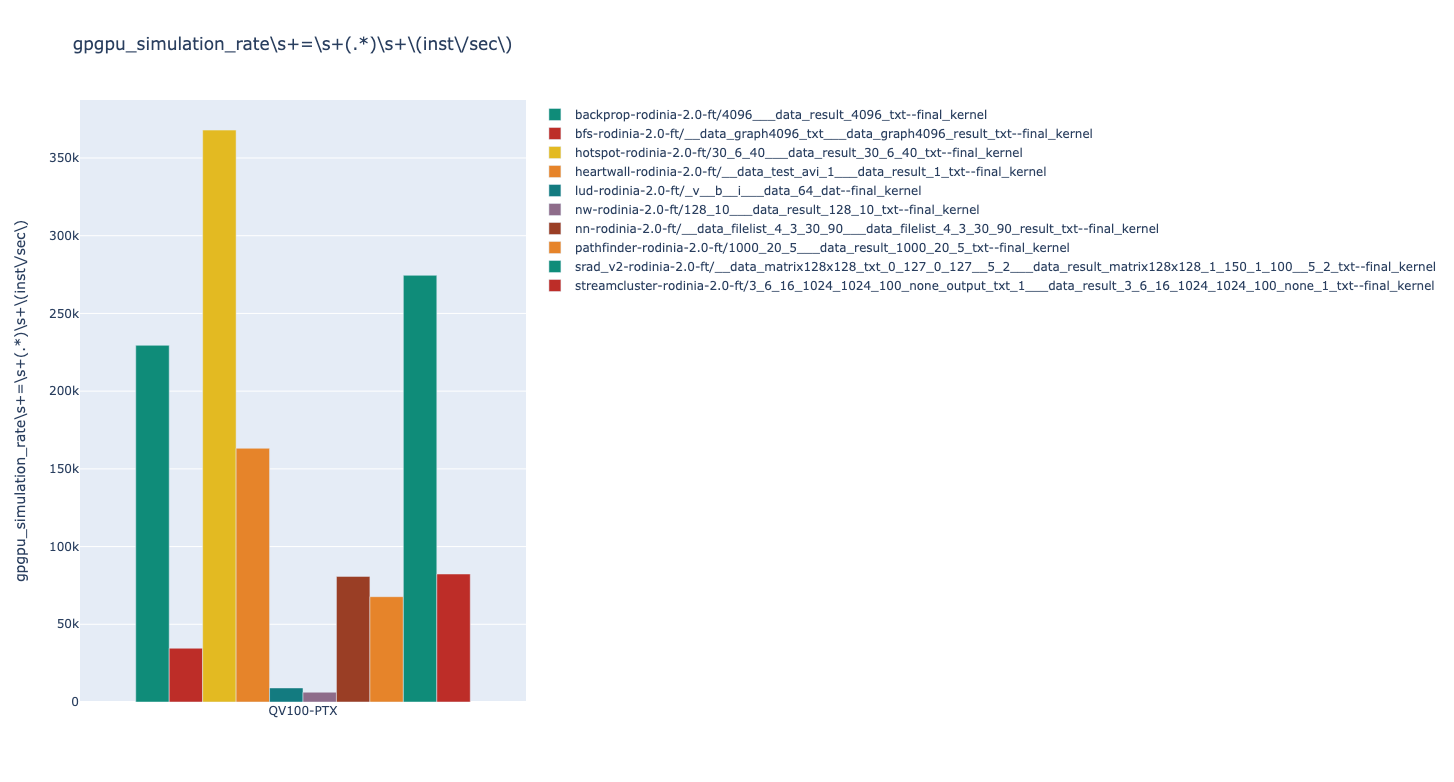 gpgpu_simulation_rate\s+=\s+(.*)\s+\(inst\/sec\)
gpgpu_simulation_rate\s+=\s+(.*)\s+\(inst\/sec\)
350k
300k
250k
200k
150k
100k
50k
0
QV100-PTX
backprop-rodinia-2.0-ft/4096___data_result_4096_txt--final_kernel
bfs-rodinia-2.0-ft/__data_graph4096_txt___data_graph4096_result_txt--final_kernel
hotspot-rodinia-2.0-ft/30_6_40___data_result_30_6_40_txt--final_kernel
heartwall-rodinia-2.0-ft/__data_test_avi_1___data_result_1_txt--final_kernel
lud-rodinia-2.0-ft/_v__b__i___data_64_dat--final_kernel
nw-rodinia-2.0-ft/128_10___data_result_128_10_txt--final_kernel
nn-rodinia-2.0-ft/__data_filelist_4_3_30_90___data_filelist_4_3_30_90_result_txt--final_kernel
pathfinder-rodinia-2.0-ft/1000_20_5___data_result_1000_20_5_txt--final_kernel
srad_v2-rodinia-2.0-ft/__data_matrix128x128_txt_0_127_0_127__5_2___data_result_matrix128x128_1_150_1_100__5_2_txt--final_kernel
streamcluster-rodinia-2.0-ft/3_6_16_1024_1024_100_none_output_txt_1___data_result_3_6_16_1024_1024_100_none_1_txt--final_kernel